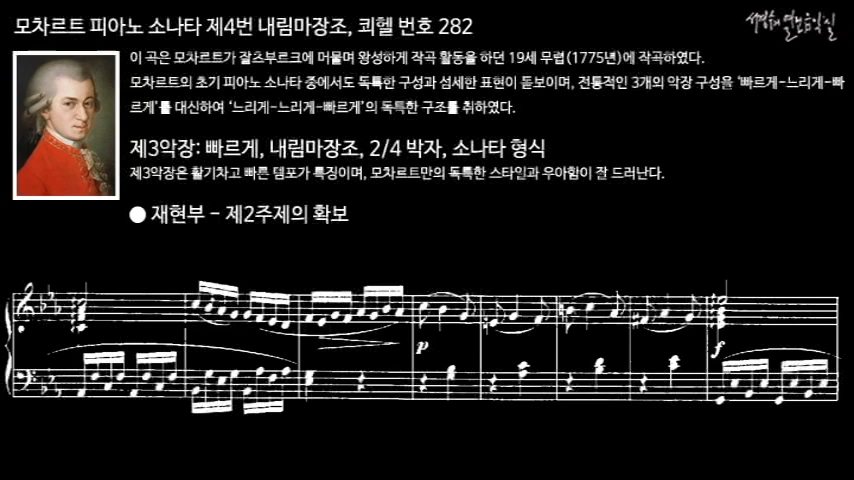 모차르트 피아노 소나타 제4번 내림마장조, 쾨헬 번호 282
서경수의 열린음악실
이 곡은 모차르트가 잘츠부르크에 머물며 왕성하게 작곡 활동을 하던 19세 무렵(1775년)에 작곡하였다.
모차르트의 초기 피아노 소나타 중에서도 독특한 구성과 섬세한 표현이 돋보이며, 전통적인 3개의 악장 구성을 ‘빠르게-느리게-빠
르게’를 대신하여 ‘느리게-느리게-빠르게’의 독특한 구조를 취하였다.
제3악장: 빠르게, 내림마장조, 2/4 박자, 소나타 형식
제3악장은 활기차고 빠른 템포가 특징이며, 모차르트만의 독특한 스타일과 우아함이 잘 드러난다.
● 재현부 - 제2주제의 확보
p
f